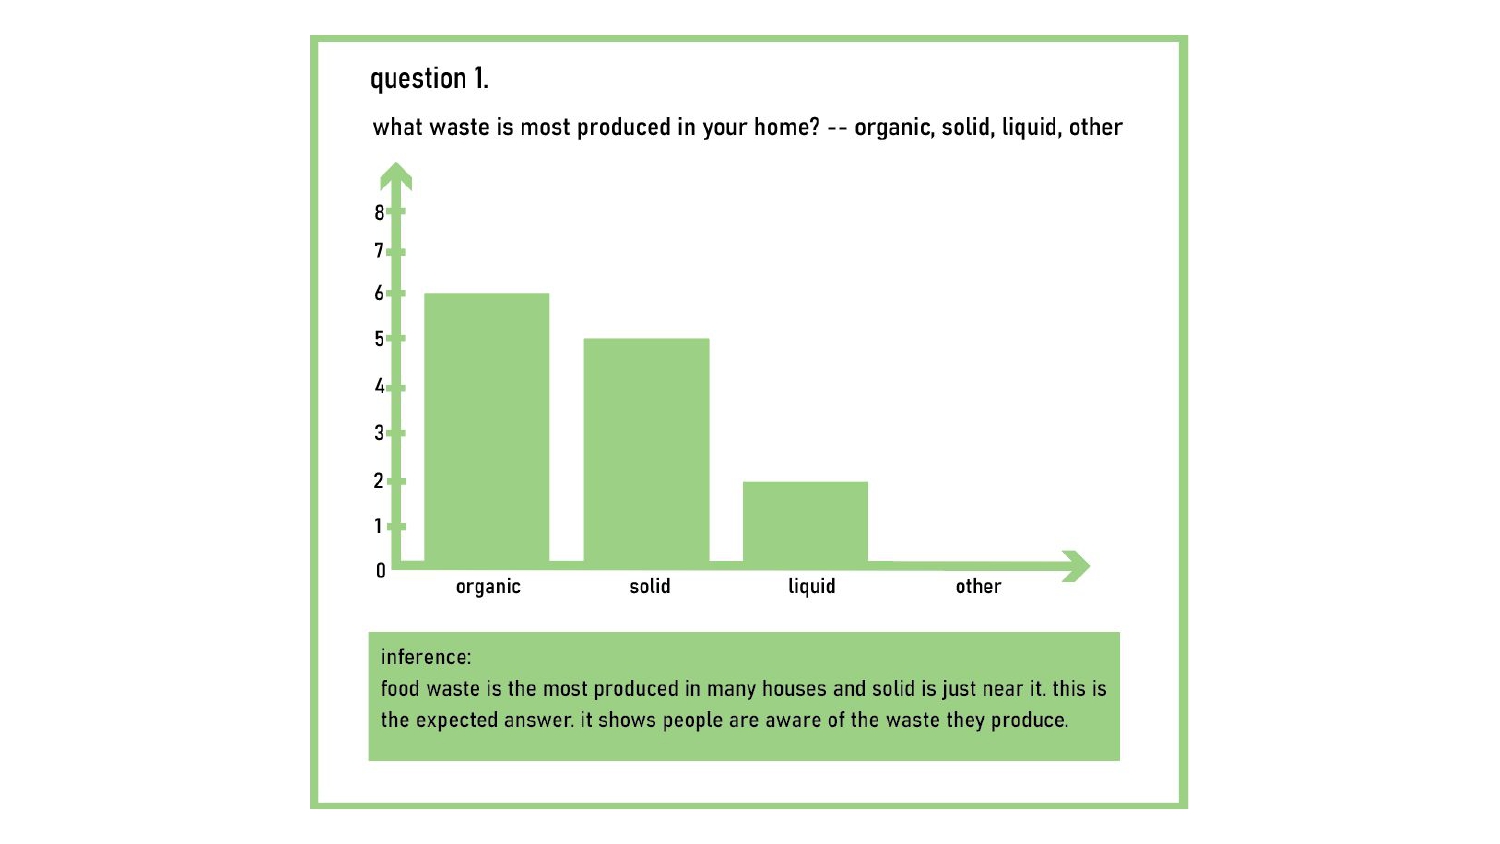 question 1.
what waste is most produced in your home? -- organic, solid, liquid, other
8
7
6
5
4
3
2
1
0
organic solid liquid other
inference:
food waste is the most produced in many houses and solid is just near it. this is
the expected answer. it shows people are aware of the waste they produce.